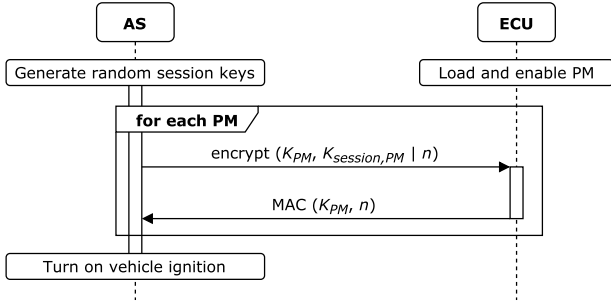 AS
ECU
Generate random session keys
Load and enable PM
for each PM
encrypt (K_PM, K_session,PM | n)
MAC (K_PM, n)
Turn on vehicle ignition